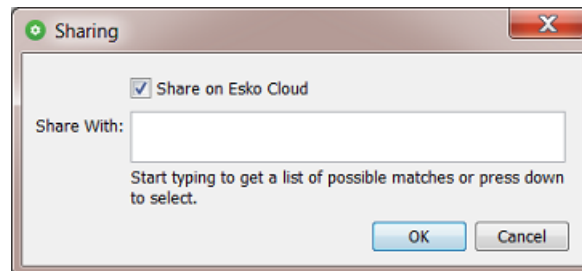 Sharing
Share on Esko Cloud
Share With:
Start typing to get a list of possible matches or press down
to select.
OK Cancel